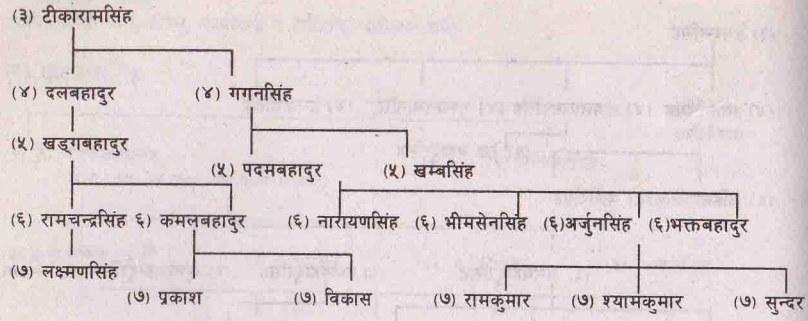 (३) टीकारामसिंह
(४) दलबहादुर (४) गगनसिंह
(५) खड्गबहादुर
(५) पदमबहादुर (५) खम्बसिंह
(६) रामचन्द्रसिंह ६) कमलबहादुर (६) नारायणसिंह (६) भीमसेनसिंह (६)अर्जुनसिंह (६)भक्तबहादुर
(७) लक्ष्मणसिंह
(७) प्रकाश (७) विकास (७) रामकुमार (७) श्यामकुमार (७) सुन्दर